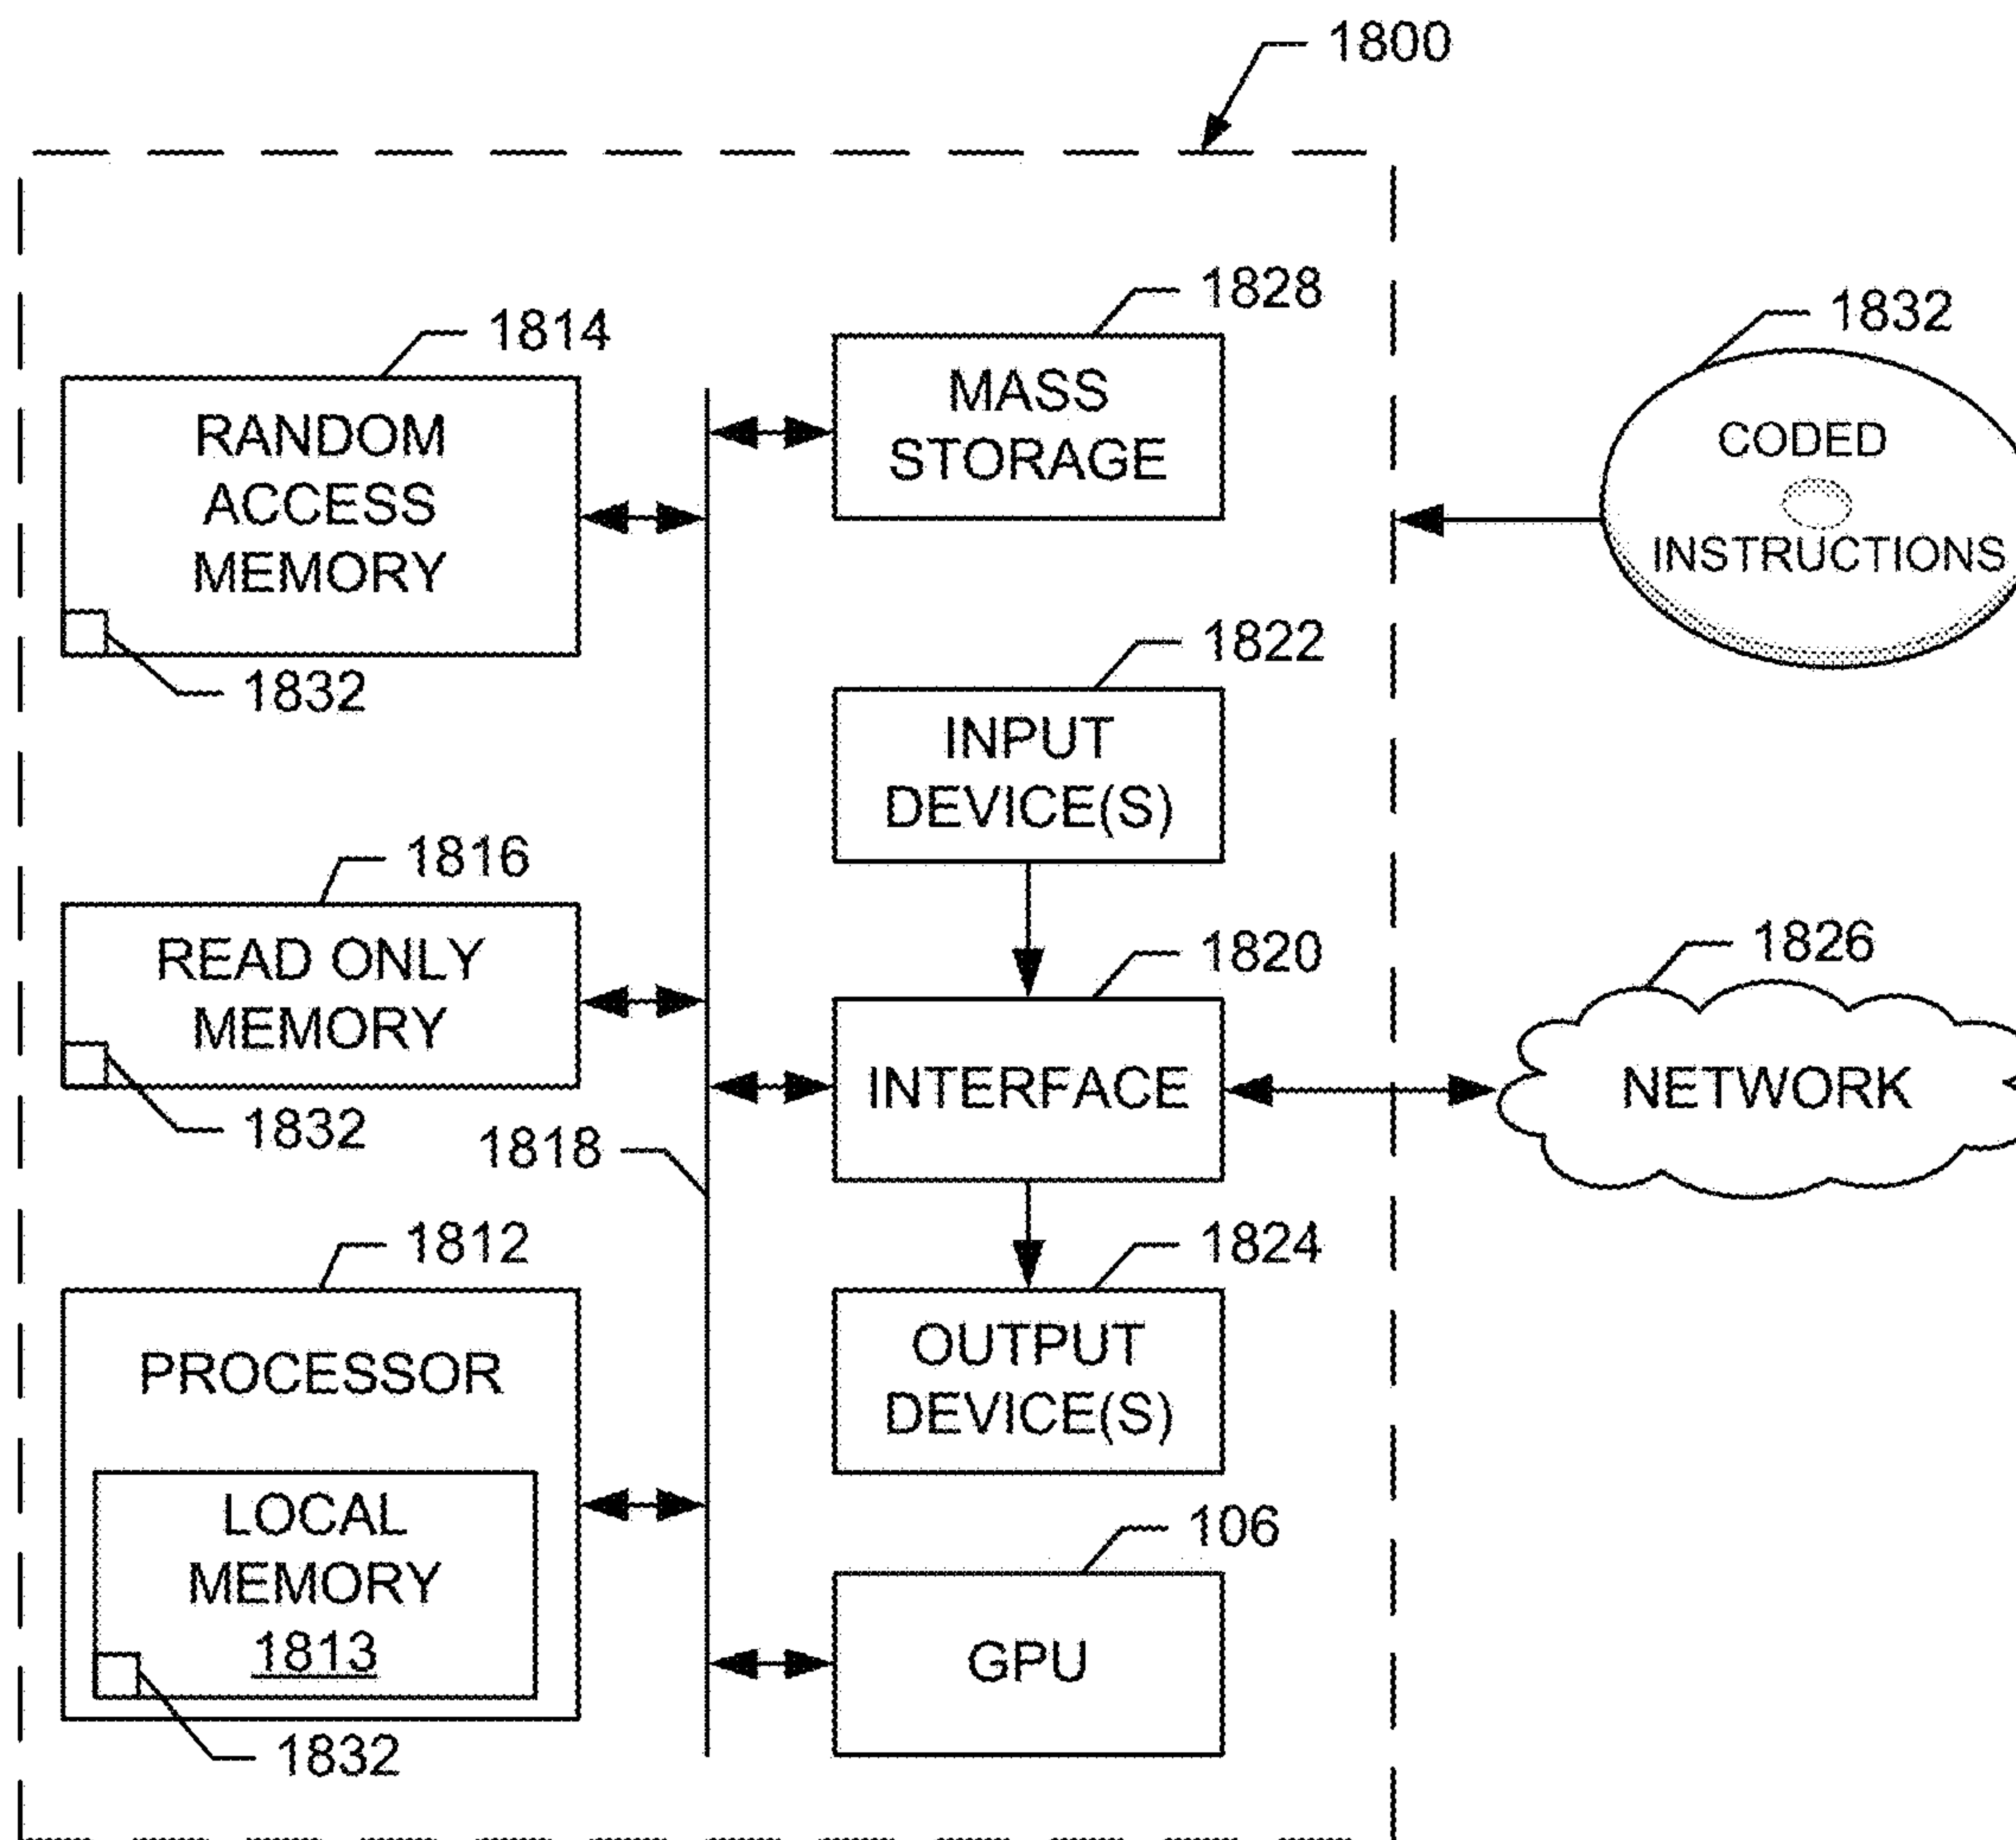 1800
1828
1814
1832
MASS
STORAGE
RANDOM
ACCESS
MEMORY
CODED
INSTRUCTIONS
1832
1822
INPUT
DEVICE(S)
1816
READ ONLY
MEMORY
1820
1826
INTERFACE
NETWORK
1832
1818
1812
1824
PROCESSOR
OUTPUT
DEVICE(S)
LOCAL
MEMORY
1813
106
GPU
1832